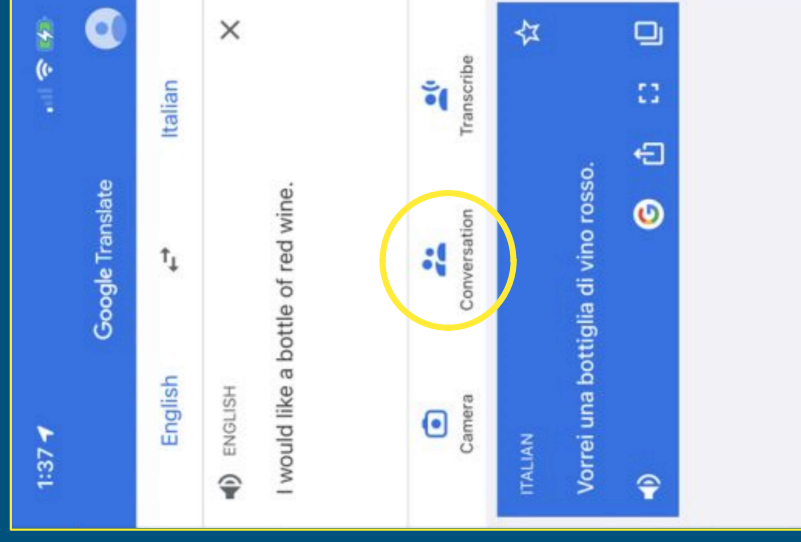 1:37
Google Translate
English Italian
ENGLISH
I would like a bottle of red wine.
Camera Conversation Transcribe
ITALIAN
Vorrei una bottiglia di vino rosso.
G